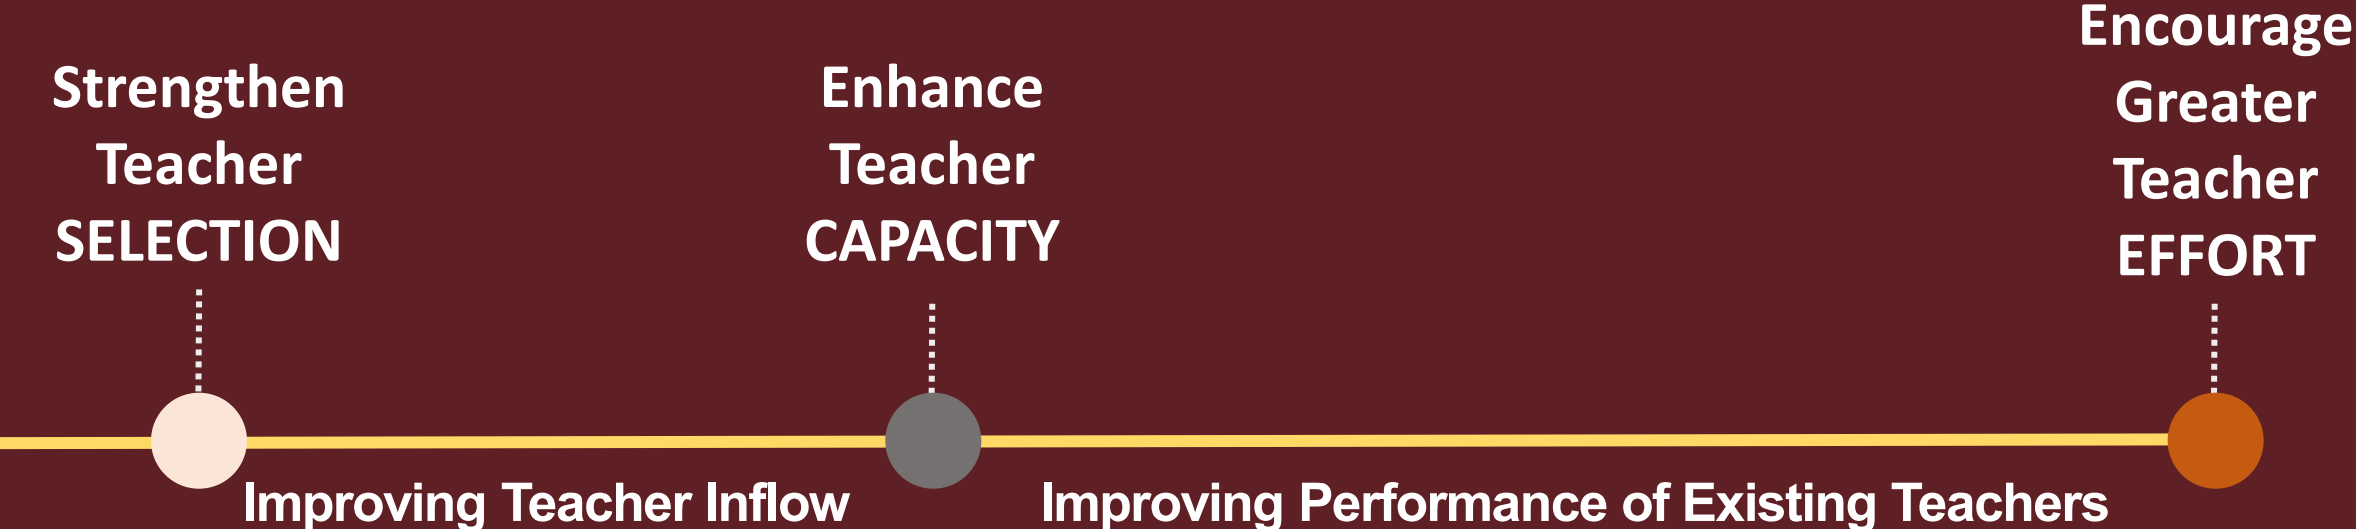 Strengthen
Teacher
SELECTION
Enhance
Teacher
CAPACITY
Encourage
Greater
Teacher
EFFORT
Improving Teacher Inflow
Improving Performance of Existing Teachers